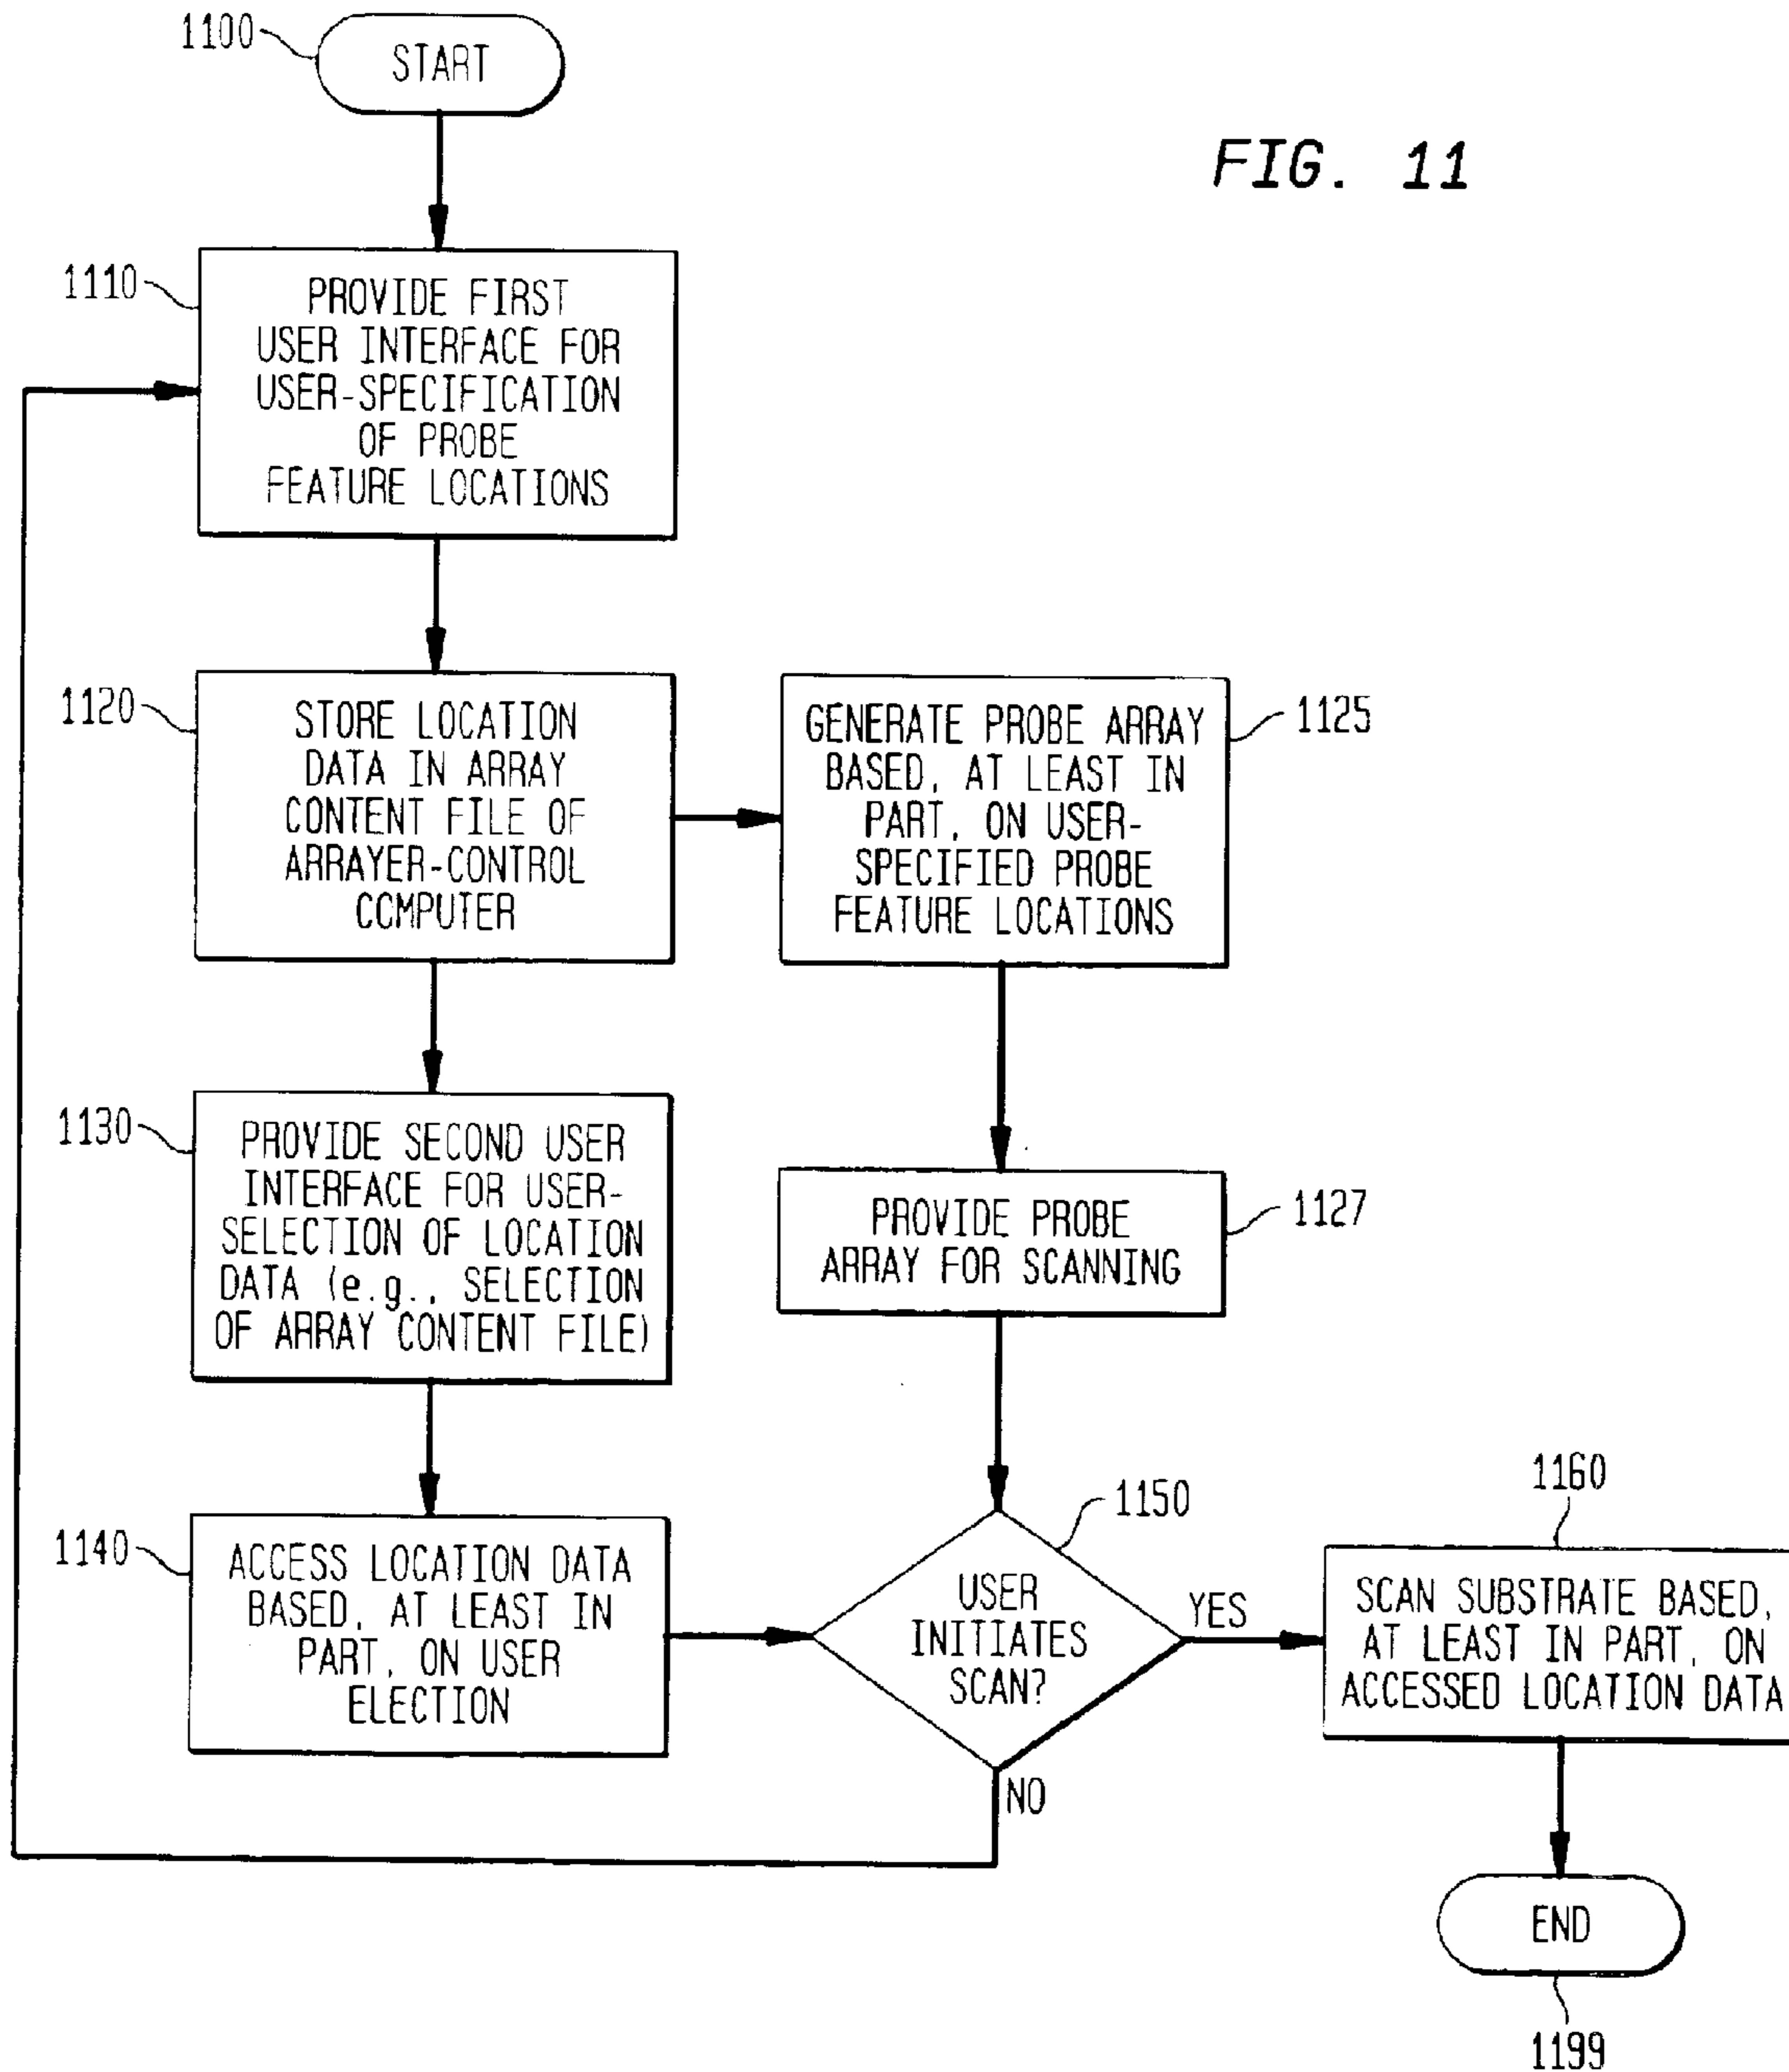 1100
START
FIG. 11
1110
PROVIDE FIRST
USER INTERFACE FOR
USER-SPECIFICATION
OF PROBE
FEATURE LOCATIONS
1120
STORE LOCATION
DATA IN ARRAY
CONTENT FILE OF
ARRAYER-CONTROL
COMPUTER
1125
GENERATE PROBE ARRAY
BASED, AT LEAST IN
PART, ON USER-
SPECIFIED PROBE
FEATURE LOCATIONS
1130
PROVIDE SECOND USER
INTERFACE FOR USER-
SELECTION OF LOCATION
DATA (e.g., SELECTION
OF ARRAY CONTENT FILE)
1127
PROVIDE PROBE
ARRAY FOR SCANNING
1140
ACCESS LOCATION DATA
BASED, AT LEAST IN
PART, ON USER
ELECTION
1150
USER
INITIATES
SCAN?
YES
NO
1160
SCAN SUBSTRATE BASED,
AT LEAST IN PART, ON
ACCESSED LOCATION DATA
END
1199